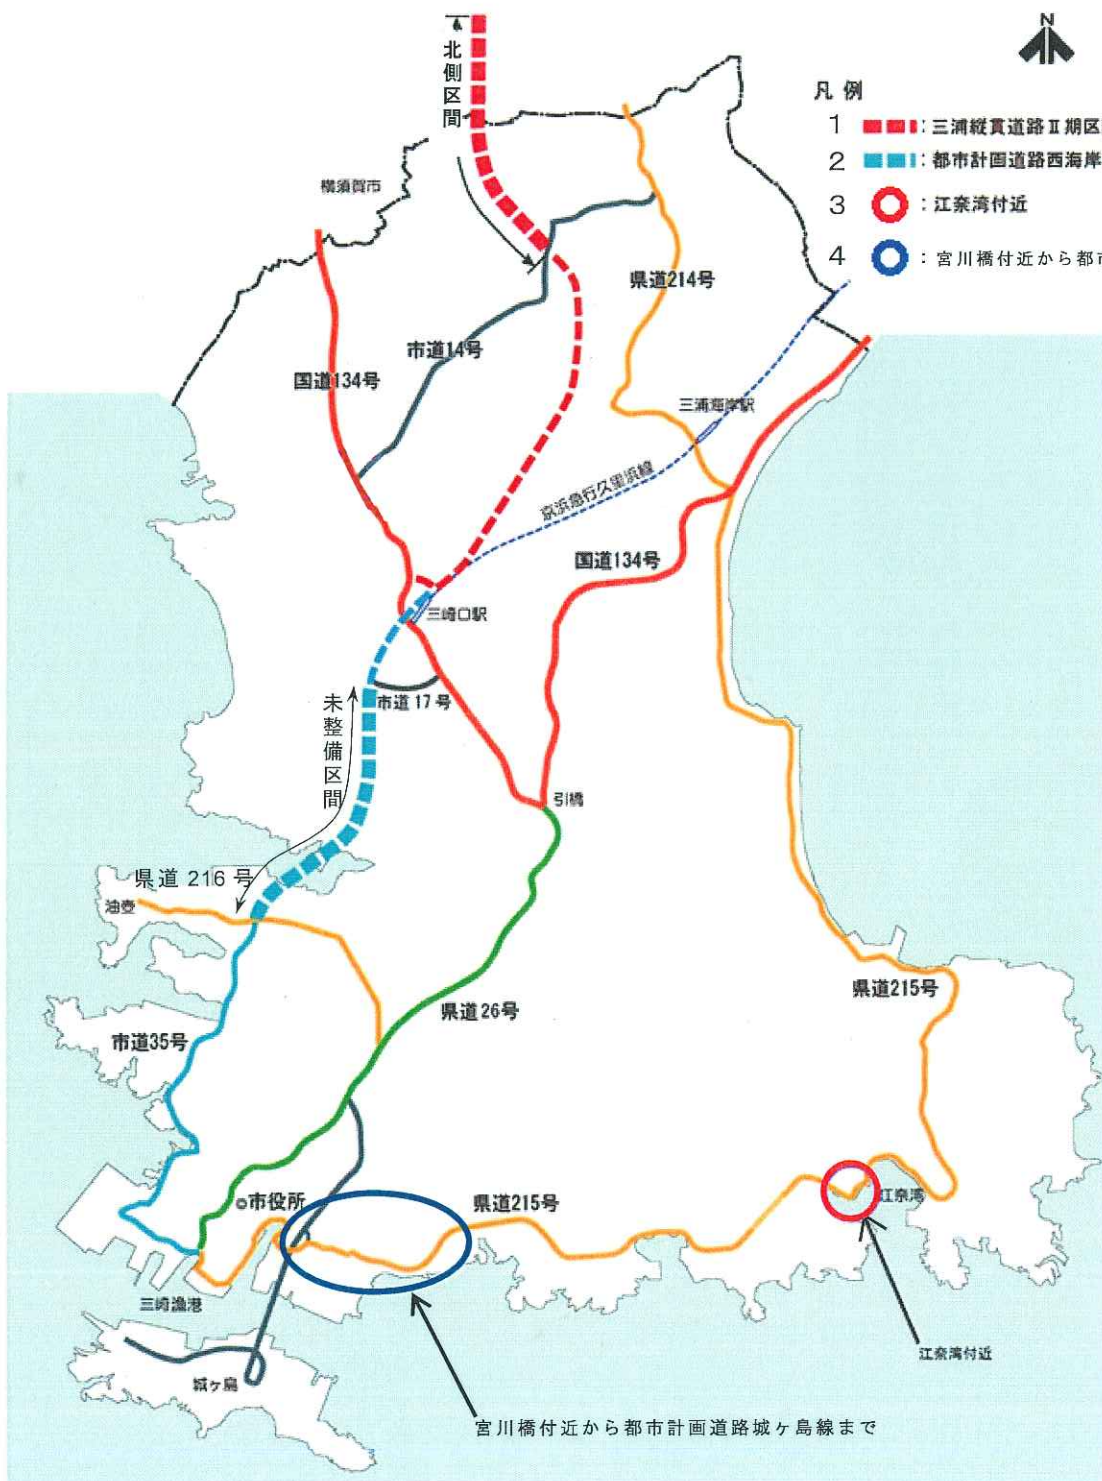 N
北側区間
凡 例
1 : 三浦縦貫道路Ⅱ期区
2 : 都市計画道路西海岸
3 : 江奈湾付近
4 : 宮川橋付近から都市
横須賀市
県道214号
市道14号
国道134号
三浦海岸駅
京浜急行久里浜線
国道134号
三崎口駅
市道 17 号
未整備区間
引橋
県道 216 号
油壺
県道26号
県道215号
市道35号
市役所
県道215号
江奈湾
三崎漁港
城ヶ島
江奈湾付近
宮川橋付近から都市計画道路城ヶ島線まで